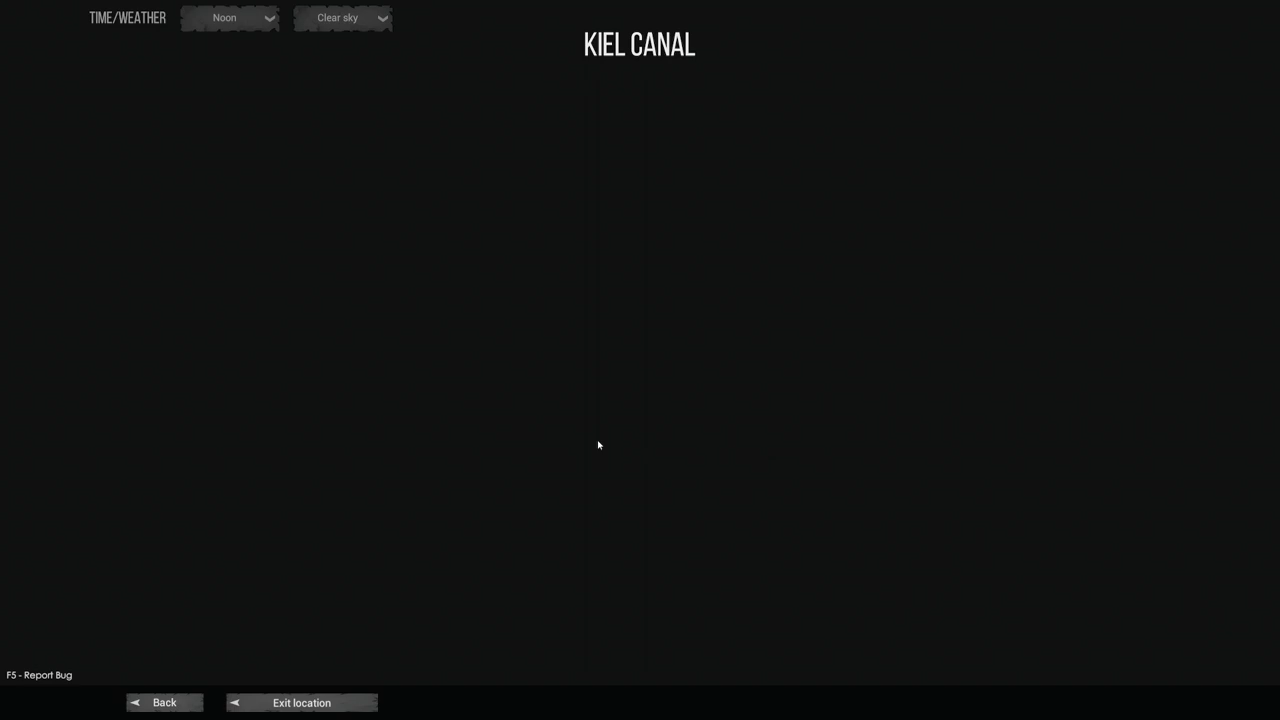 TIME/WEATHER Noon Clear sky
KIEL CANAL
F5 - Report Bug
Back Exit location